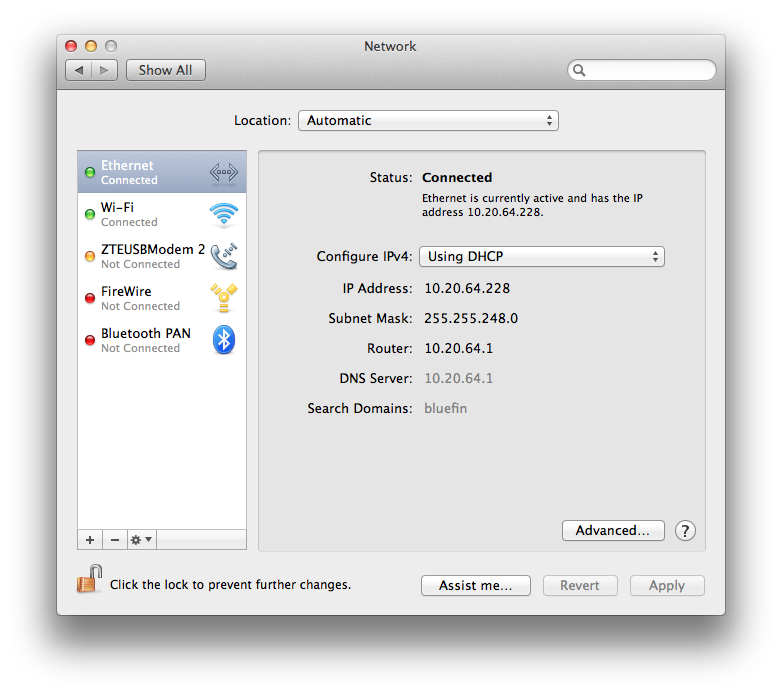 Network
Show All
Location: Automatic
Ethernet
Connected
Wi-Fi
Connected
ZTEUSBModem 2
Not Connected
FireWire
Not Connected
Bluetooth PAN
Not Connected
Status: Connected
Ethernet is currently active and has the IP
address 10.20.64.228.
Configure IPv4: Using DHCP
IP Address: 10.20.64.228
Subnet Mask: 255.255.248.0
Router: 10.20.64.1
DNS Server: 10.20.64.1
Search Domains: bluefin
Advanced... ?
Click the lock to prevent further changes.
Assist me... Revert Apply